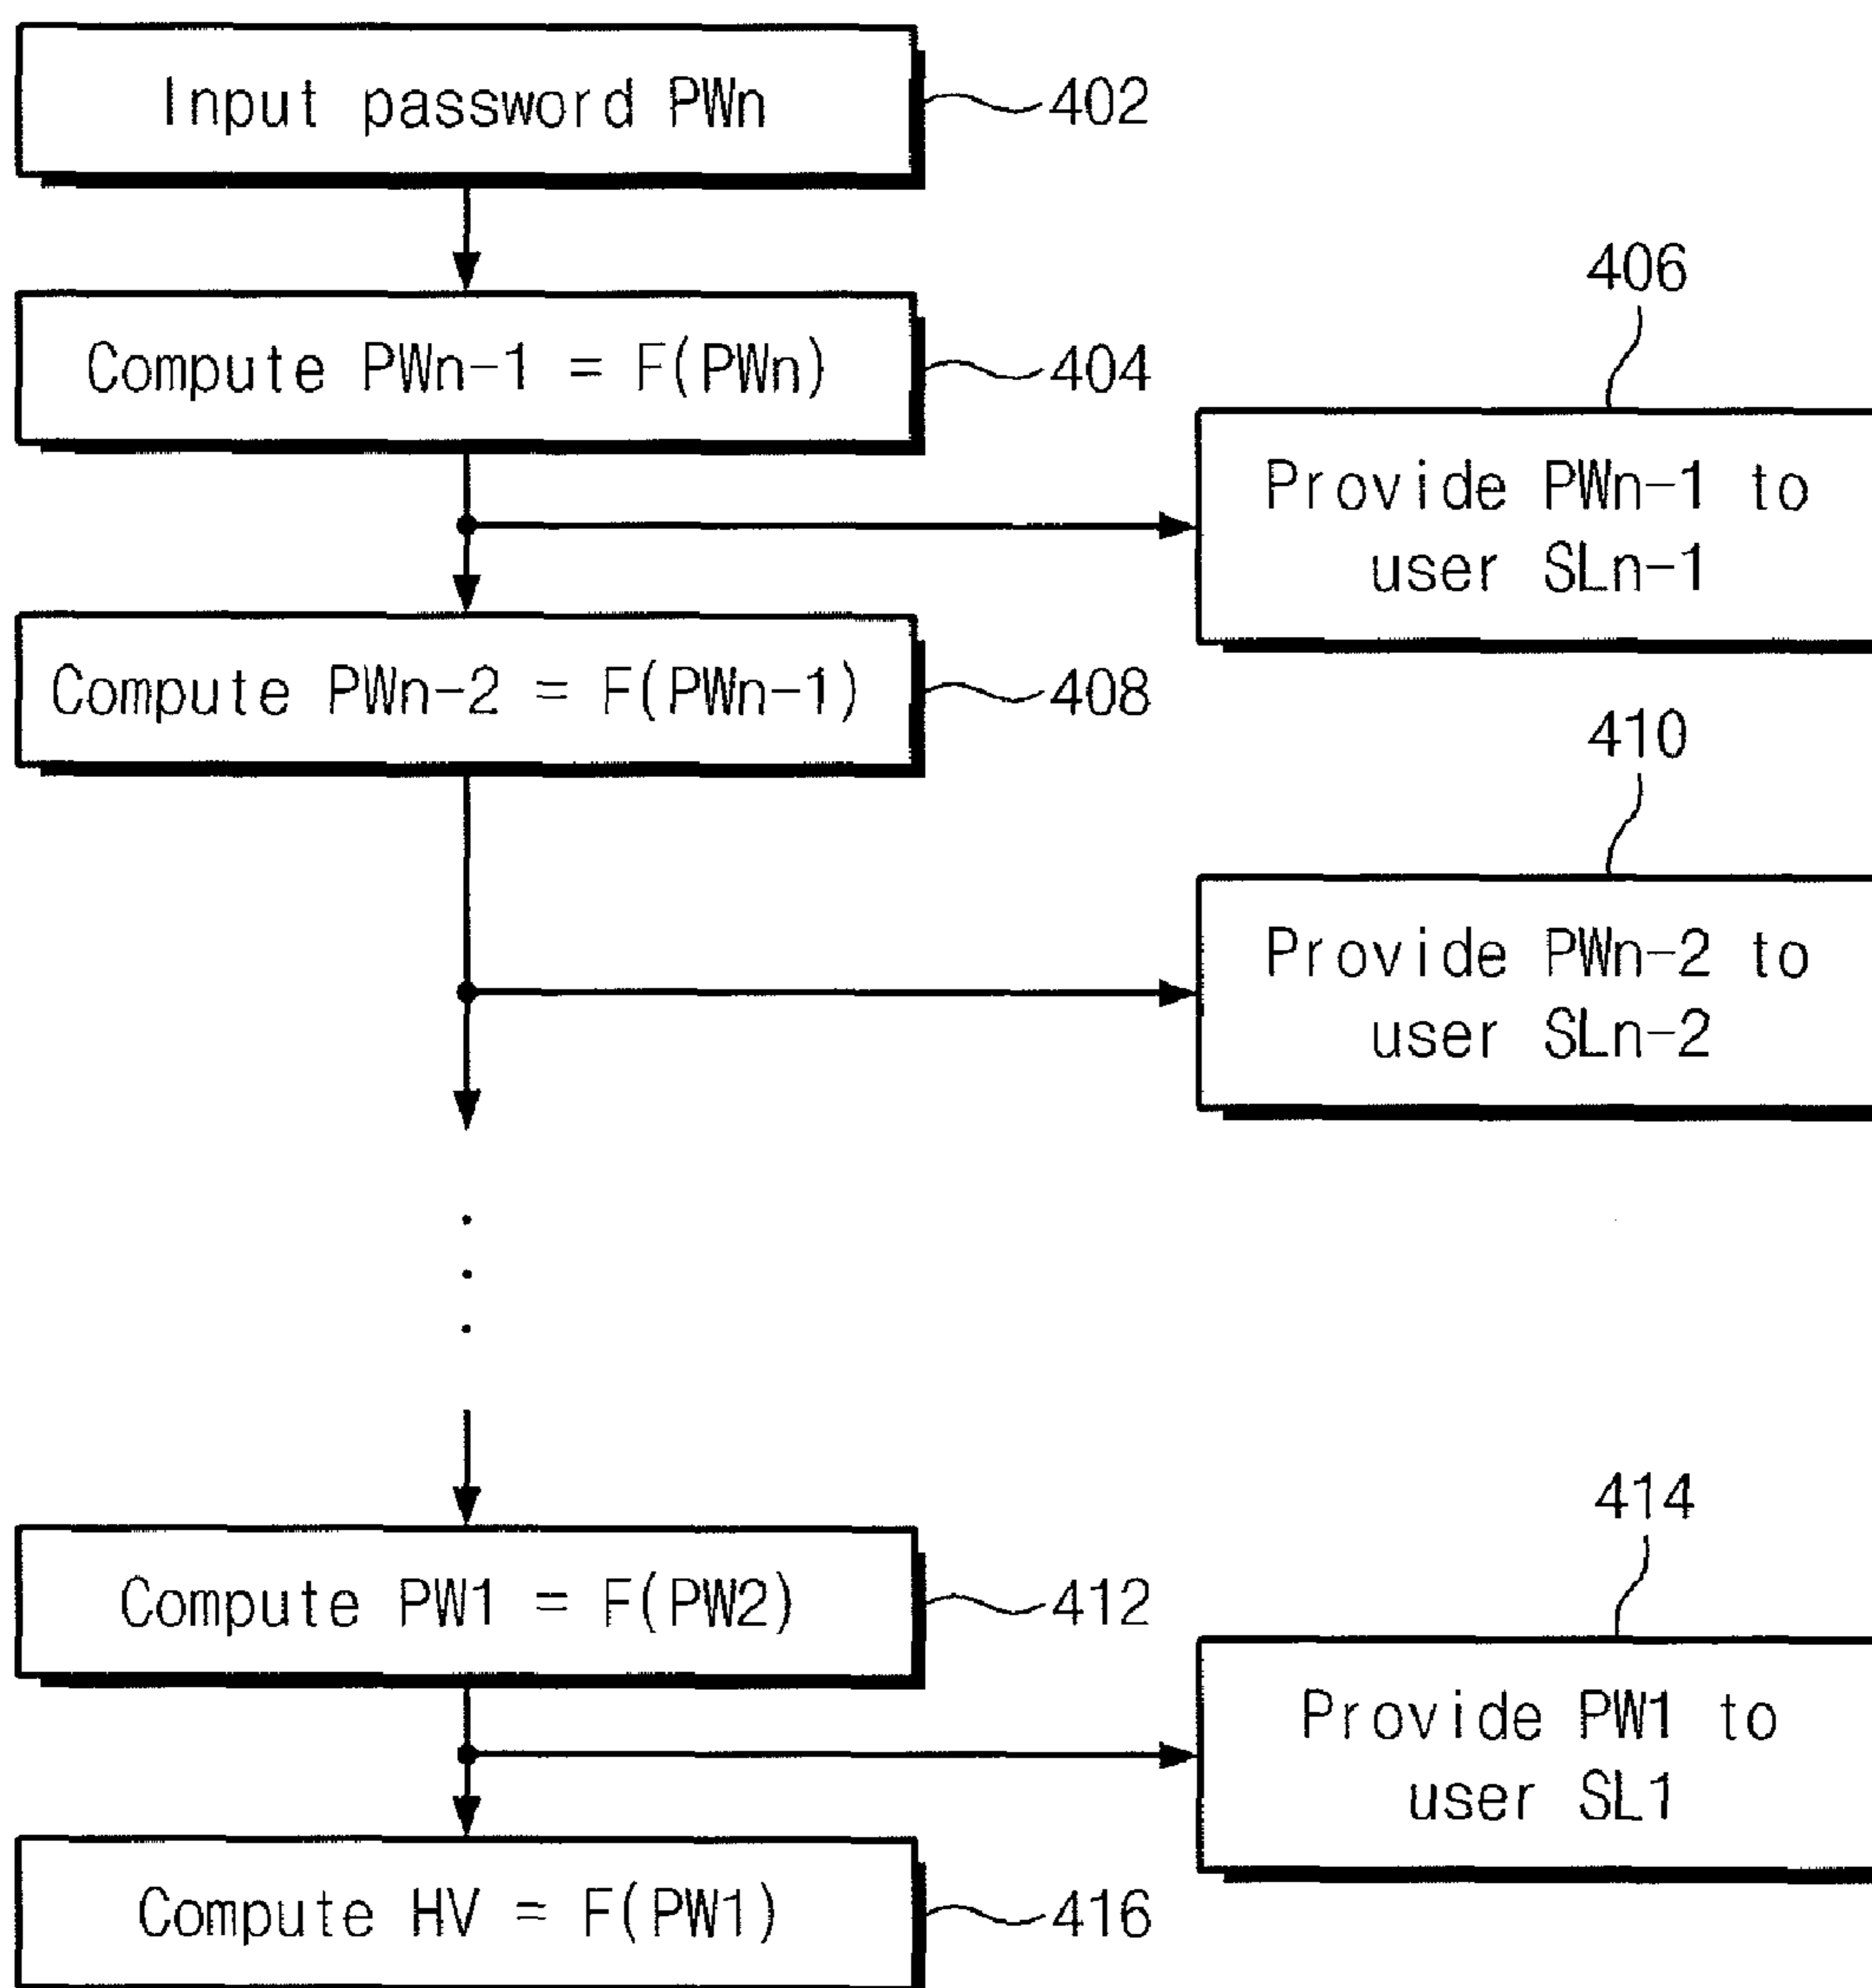 Input password PWn
402
Compute PWn-1 = F(PWn)
404
406
Provide PWn-1 to
user SLn-1
Compute PWn-2 = F(PWn-1)
408
410
Provide PWn-2 to
user SLn-2
Compute PW1 = F(PW2)
412
414
Provide PW1 to
user SL1
Compute HV = F(PW1)
416